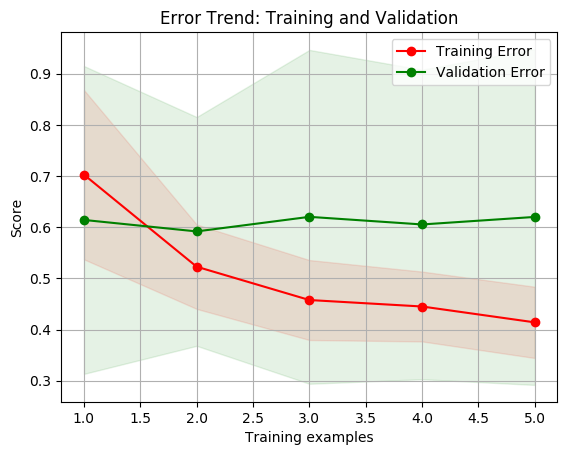 Error Trend: Training and Validation
Training Error
Validation Error
Score
0.9
0.8
0.7
0.6
0.5
0.4
0.3
1.0 1.5 2.0 2.5 3.0 3.5 4.0 4.5 5.0
Training examples